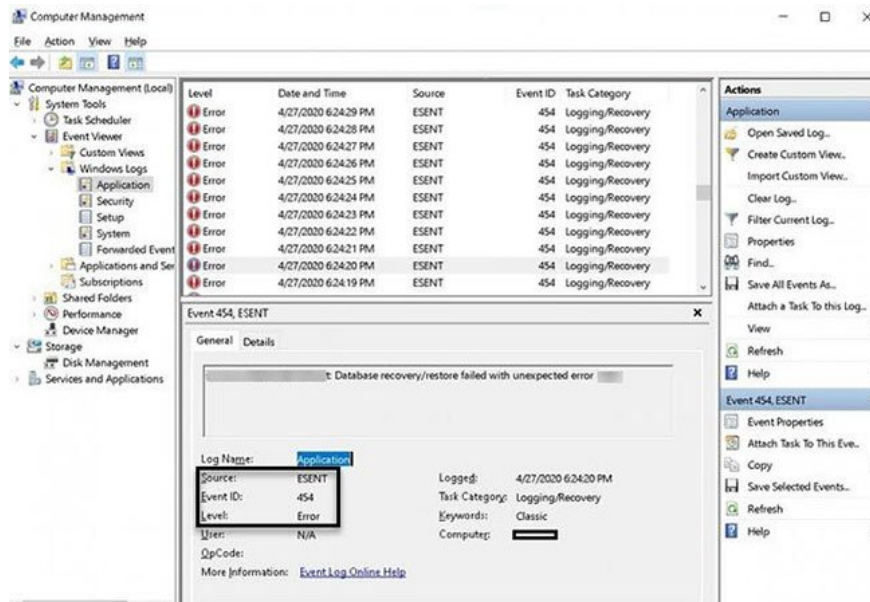 Computer Management
File Action View Help
Computer Management (Local)
System Tools
Task Scheduler
Event Viewer
Custom Views
Windows Logs
Application
Security
Setup
System
Forwarded Event
Applications and Ser
Subscriptions
Shared Folders
Performance
Device Manager
Storage
Disk Management
Services and Applications
Level Date and Time Source Event ID Task Category
Error 4/27/2020 6:24:29 PM ESENT 454 Logging/Recovery
Error 4/27/2020 6:24:28 PM ESENT 454 Logging/Recovery
Error 4/27/2020 6:24:27 PM ESENT 454 Logging/Recovery
Error 4/27/2020 6:24:26 PM ESENT 454 Logging/Recovery
Error 4/27/2020 6:24:25 PM ESENT 454 Logging/Recovery
Error 4/27/2020 6:24:24 PM ESENT 454 Logging/Recovery
Error 4/27/2020 6:24:23 PM ESENT 454 Logging/Recovery
Error 4/27/2020 6:24:22 PM ESENT 454 Logging/Recovery
Error 4/27/2020 6:24:21 PM ESENT 454 Logging/Recovery
Error 4/27/2020 6:24:20 PM ESENT 454 Logging/Recovery
Error 4/27/2020 6:24:19 PM ESENT 454 Logging/Recovery
Event 454, ESENT
General Details
t: Database recovery/restore failed with unexpected error
Log Name: Application
Source: ESENT Logged: 4/27/2020 6:24:20 PM
Event ID: 454 Task Category: Logging/Recovery
Level: Error Keywords: Classic
User: N/A Computer:
OpCode:
More Information: Event Log Online Help
Actions
Application
Open Saved Log...
Create Custom View...
Import Custom View...
Clear Log...
Filter Current Log...
Properties
Find...
Save All Events As...
Attach a Task To this Log...
View
Refresh
Help
Event 454, ESENT
Event Properties
Attach Task To This Eve...
Copy
Save Selected Events...
Refresh
Help